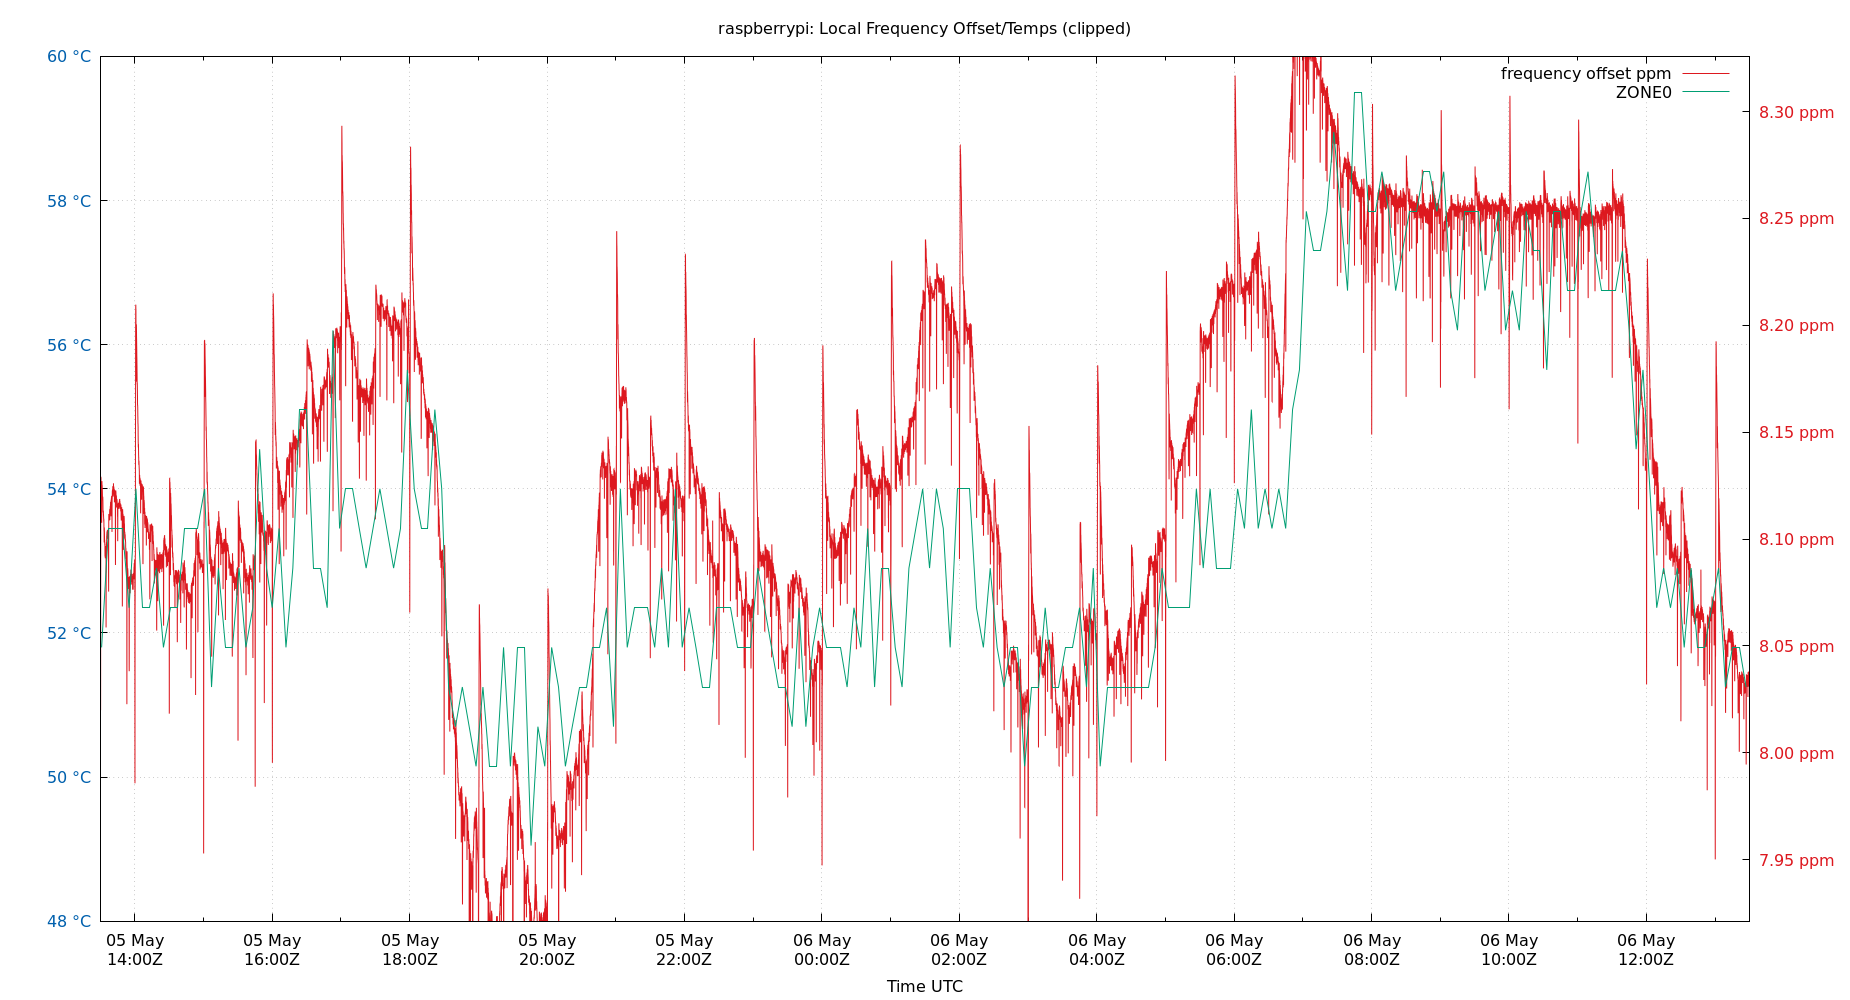 raspberrypi: Local Frequency Offset/Temps (clipped)
60 °C
58 °C
56 °C
54 °C
52 °C
50 °C
48 °C
frequency offset ppm
ZONE0
8.30 ppm
8.25 ppm
8.20 ppm
8.15 ppm
8.10 ppm
8.05 ppm
8.00 ppm
7.95 ppm
05 May 05 May 05 May 05 May 05 May 06 May 06 May 06 May 06 May 06 May 06 May 06 May
14:00Z 16:00Z 18:00Z 20:00Z 22:00Z 00:00Z 02:00Z 04:00Z 06:00Z 08:00Z 10:00Z 12:00Z
Time UTC